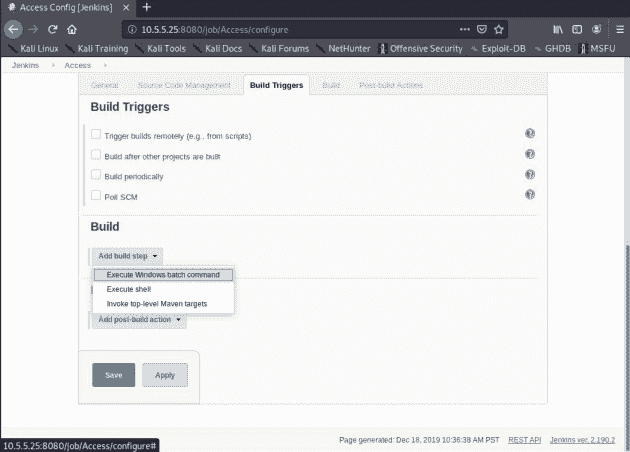 Access Config [Jenkins]
10.5.5.25:8080/job/Access/configure
Kali Linux Kali Training Kali Tools Kali Docs Kali Forums NetHunter Offensive Security Exploit-DB GHDB MSFU
Jenkins Access
General Source Code Management Build Triggers Build Post-build Actions
Build Triggers
Trigger builds remotely (e.g., from scripts)
Build after other projects are built
Build periodically
Poll SCM
Build
Add build step
Execute Windows batch command
Execute shell
Invoke top-level Maven targets
Add post-build action
Save Apply
Page generated: Dec 18, 2019 10:36:38 AM PST REST API Jenkins ver. 2.190.2
10.5.5.25:8080/job/Access/configure#